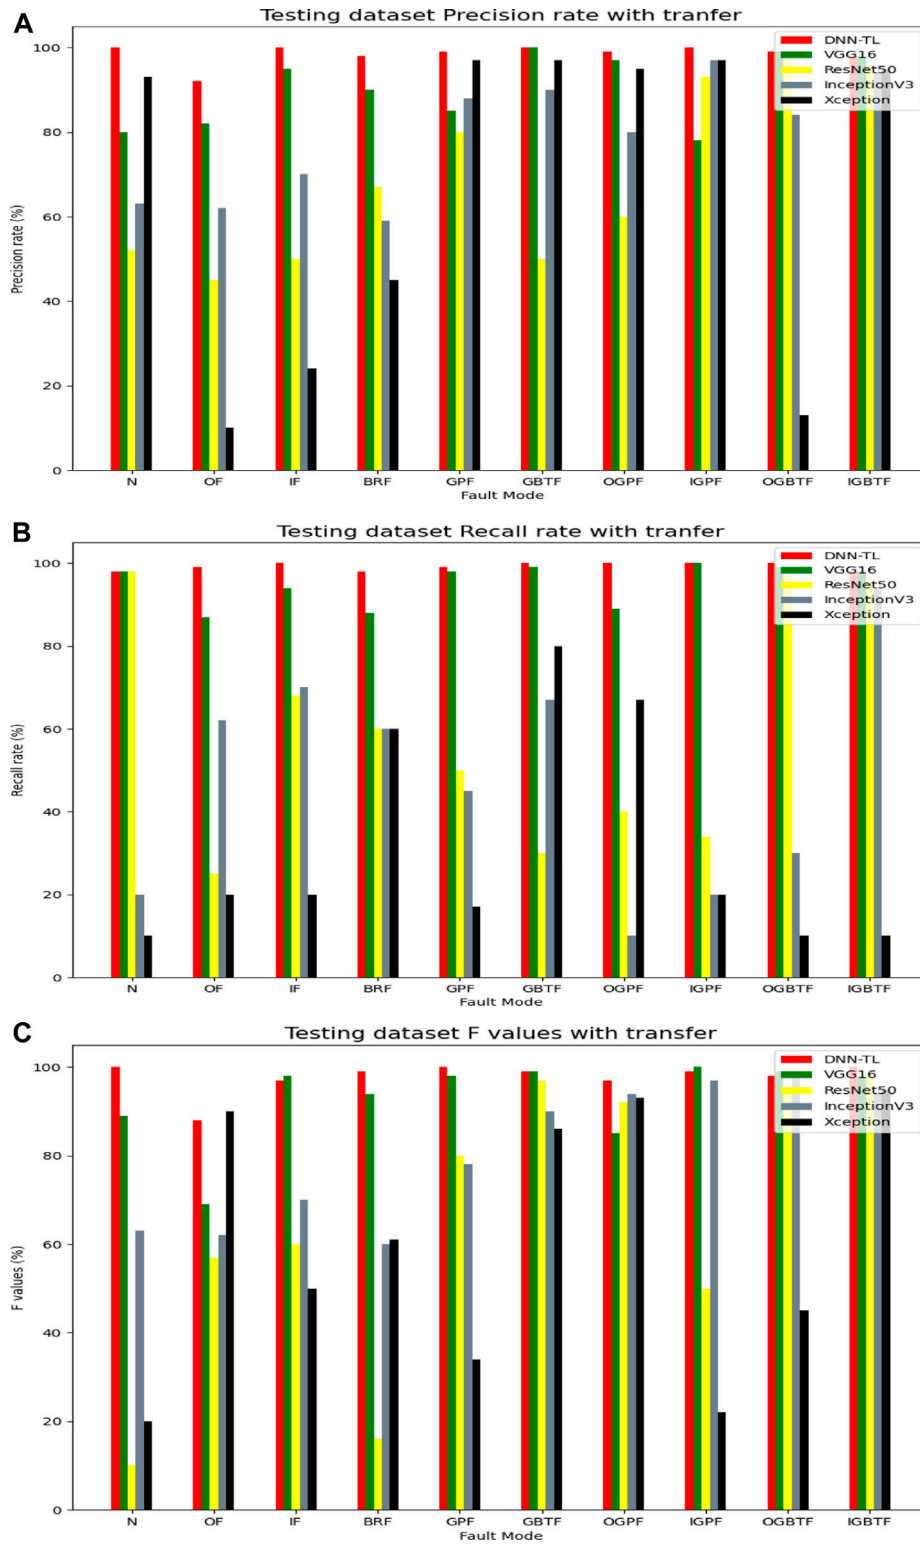 A
Testing dataset Precision rate with tranfer
DNN-TL
VGG16
ResNet50
InceptionV3
Xception
Precision rate (%)
100
80
60
40
20
0
N OF IF BRF GPF GBTF OGPF IGPF OGBTF IGBTF
Fault Mode
B
Testing dataset Recall rate with tranfer
DNN-TL
VGG16
ResNet50
InceptionV3
Xception
Recall rate (%)
100
80
60
40
20
0
N OF IF BRF GPF GBTF OGPF IGPF OGBTF IGBTF
Fault Mode
C
Testing dataset F values with transfer
DNN-TL
VGG16
ResNet50
InceptionV3
Xception
F values (%)
100
80
60
40
20
0
N OF IF BRF GPF GBTF OGPF IGPF OGBTF IGBTF
Fault Mode